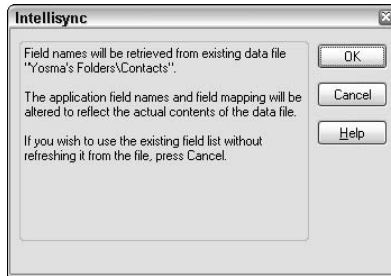 Intellisync
Field names will be retrieved from existing data file
"Yosma's Folders\Contacts".
The application field names and field mapping will be
altered to reflect the actual contents of the data file.
If you wish to use the existing field list without
refreshing it from the file, press Cancel.
OK
Cancel
Help